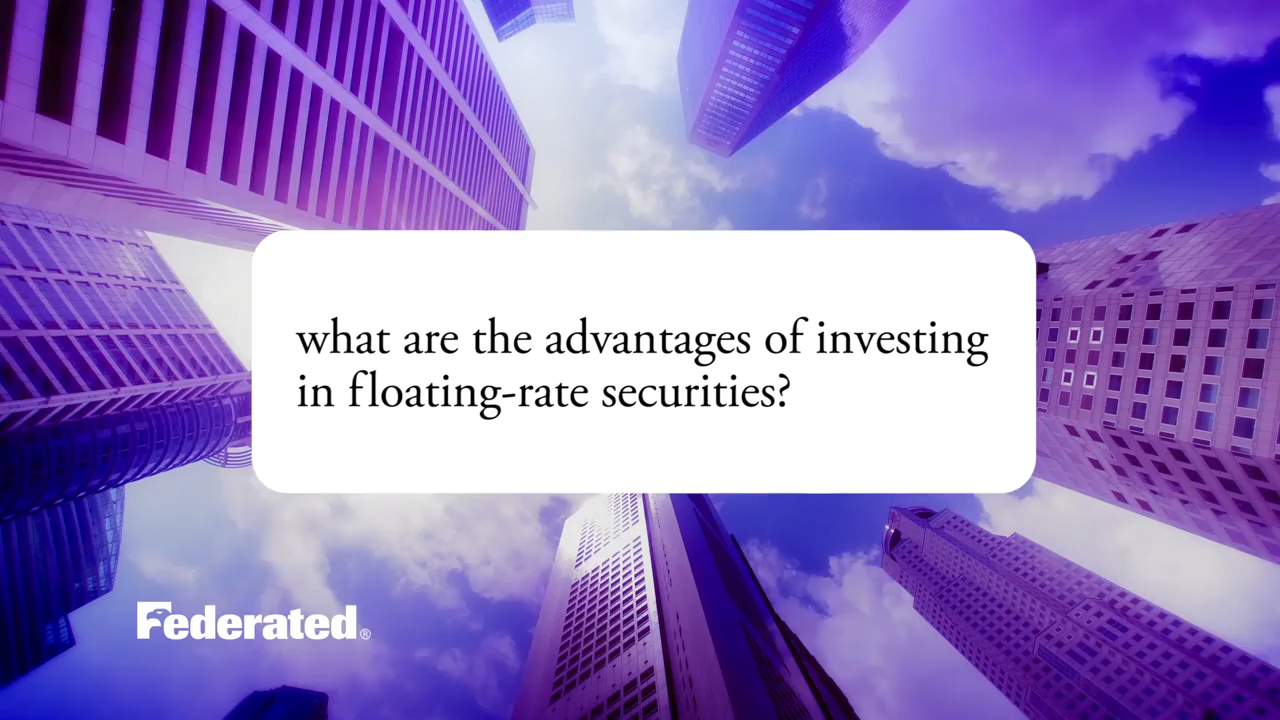 what are the advantages of investing
in floating-rate securities?
Federated®